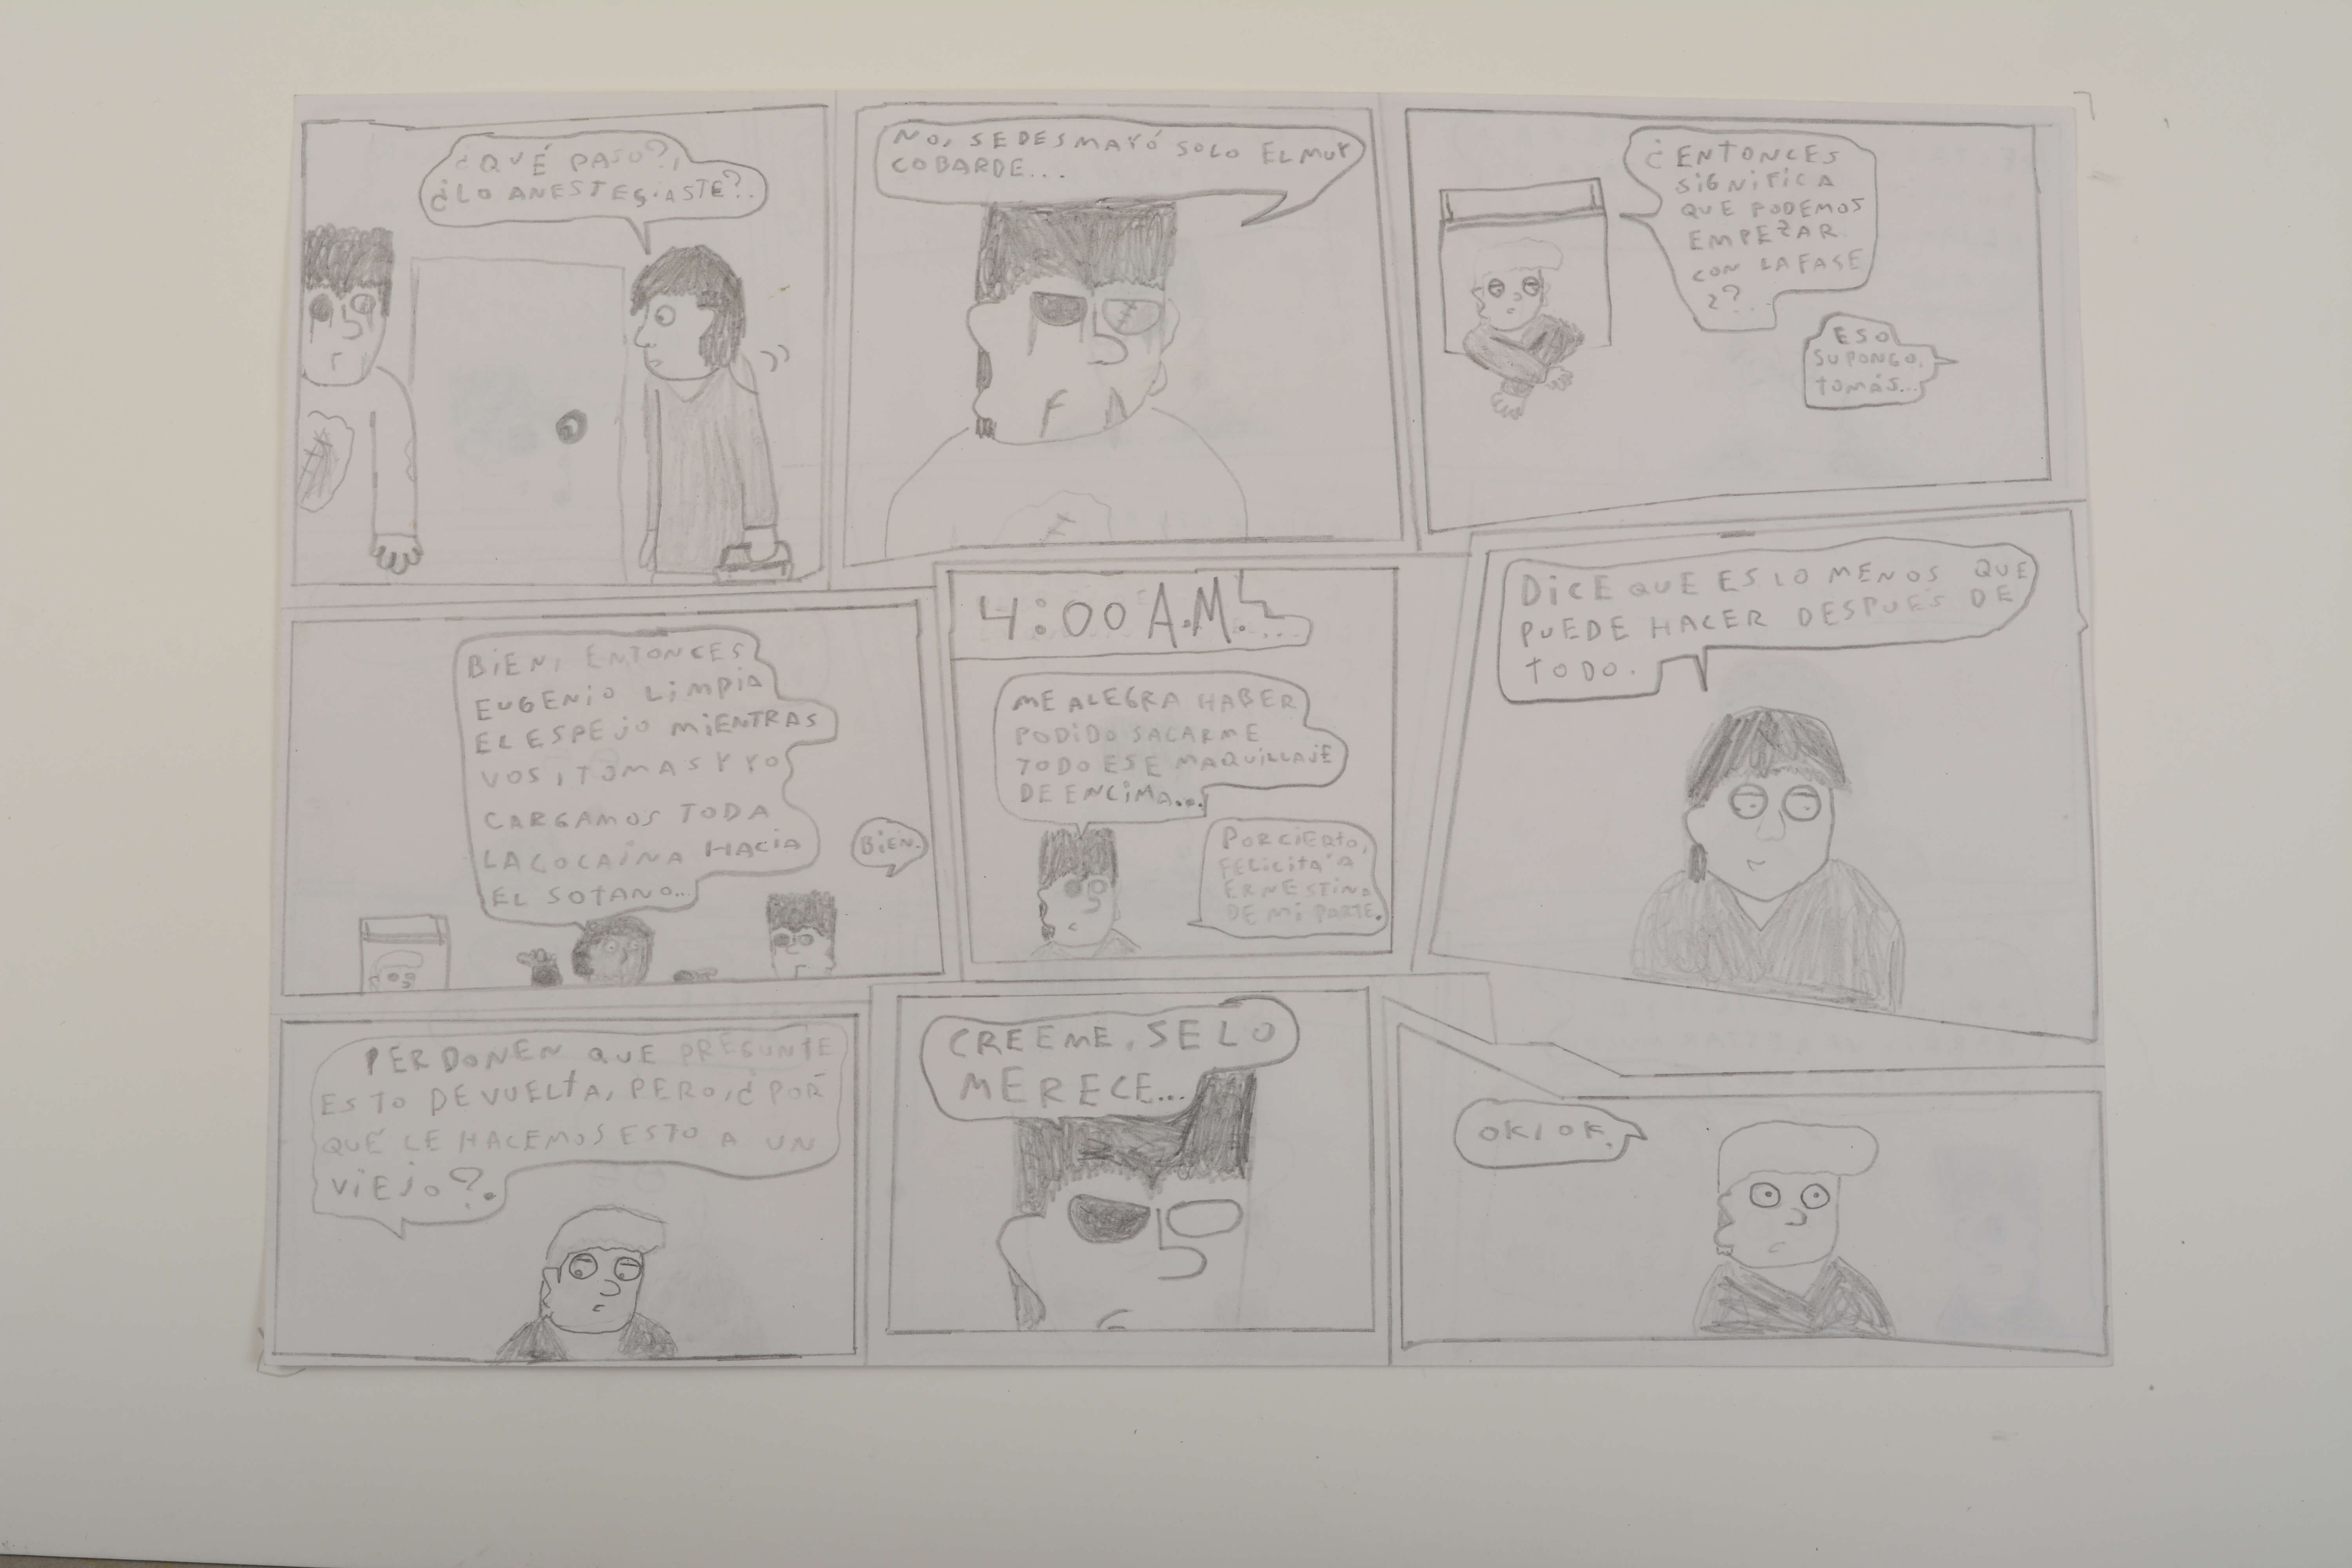 ¿QUÉ PASO?,
¿LO ANESTESIASTE?.
NO, SE DESMAYÓ SOLO EL MUY
COBARDE...
¿ENTONCES
SIGNIFICA
QUE PODEMOS
EMPEZAR
CON LA FASE
2?..
ESO
SUPONGO,
TOMÁS...
BIEN, ENTONCES
EUGENIO LIMPIA
EL ESPEJO MIENTRAS
VOS, TOMAS Y YO
CARGAMOS TODA
LA COCAÍNA HACIA
EL SOTANO...
BIEN.
4:00 A.M....
ME ALEGRA HABER
PODIDO SACARME
TODO ESE MAQUILLAJE
DE ENCIMA...
POR CIERTO,
FELICITA A
ERNESTINA
DE MI PARTE.
DICE QUE ES LO MENOS QUE
PUEDE HACER DESPUÉS DE
TODO.
PERDONEN QUE PREGUNTE
ESTO DEVUELTA, PERO, ¿POR
QUÉ LE HACEMOS ESTO A UN
VIEJO?.
CREEME, SE LO
MERECE...
OK, OK.